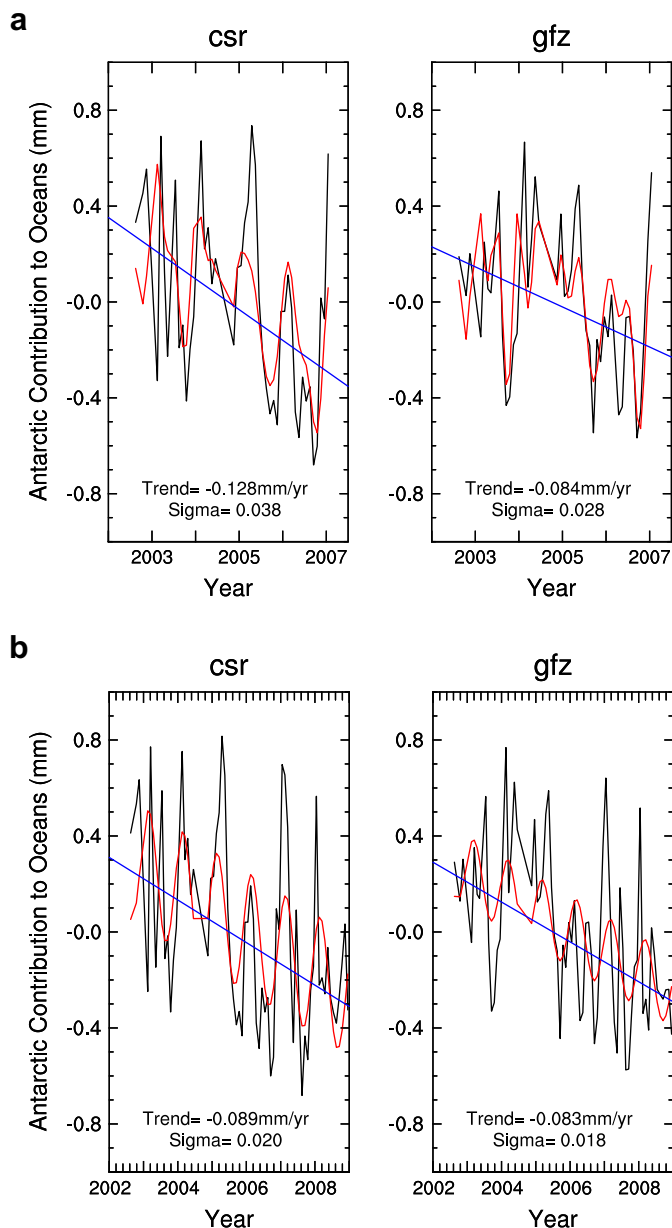 a
csr
gfz
Antarctic Contribution to Oceans (mm)
0.8
0.4
-0.0
-0.4
-0.8
Trend= -0.128mm/yr
Sigma= 0.038
2003
2005
2007
Year
0.8
0.4
-0.0
-0.4
-0.8
Trend= -0.084mm/yr
Sigma= 0.028
2003
2005
2007
Year
b
csr
gfz
Antarctic Contribution to Oceans (mm)
0.8
0.4
-0.0
-0.4
-0.8
Trend= -0.089mm/yr
Sigma= 0.020
2002
2004
2006
2008
Year
0.8
0.4
-0.0
-0.4
-0.8
Trend= -0.083mm/yr
Sigma= 0.018
2002
2004
2006
2008
Year